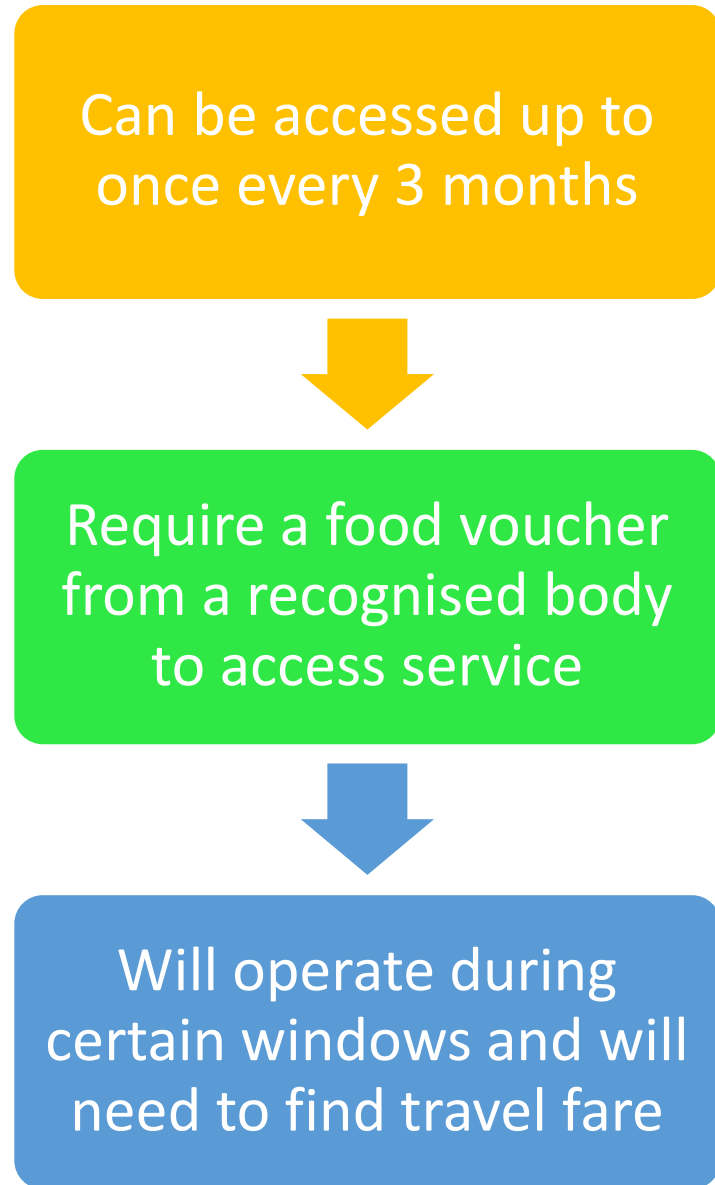 Can be accessed up to
once every 3 months
Require a food voucher
from a recognised body
to access service
Will operate during
certain windows and will
need to find travel fare